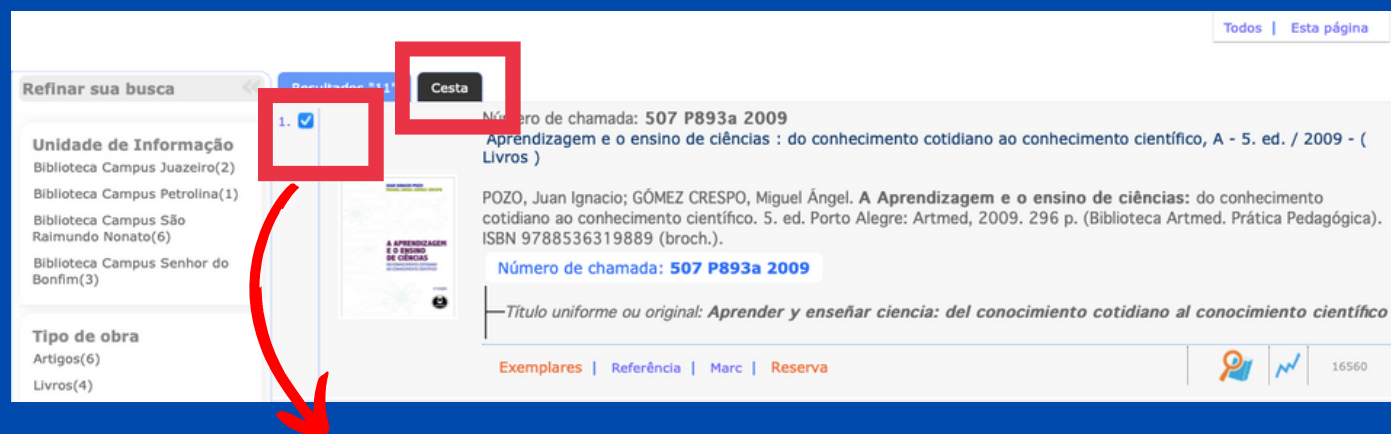 Todos | Esta página
Refinar sua busca
Resultados "11"
Cesta
Unidade de Informação
Biblioteca Campus Juazeiro(2)
Biblioteca Campus Petrolina(1)
Biblioteca Campus São
Raimundo Nonato(6)
Biblioteca Campus Senhor do
Bonfim(3)
Tipo de obra
Artigos(6)
Livros(4)
1.
Número de chamada: 507 P893a 2009
Aprendizagem e o ensino de ciências : do conhecimento cotidiano ao conhecimento científico, A - 5. ed. / 2009 - (
Livros )
A APRENDIZAGEM
E O ENSINO
DE CIÊNCIAS
POZO, Juan Ignacio; GÓMEZ CRESPO, Miguel Ángel. A Aprendizagem e o ensino de ciências: do conhecimento
cotidiano ao conhecimento científico. 5. ed. Porto Alegre: Artmed, 2009. 296 p. (Biblioteca Artmed. Prática Pedagógica).
ISBN 9788536319889 (broch.).
Número de chamada: 507 P893a 2009
Título uniforme ou original: Aprender y enseñar ciencia: del conocimiento cotidiano al conocimiento científico
Exemplares | Referência | Marc | Reserva
16560